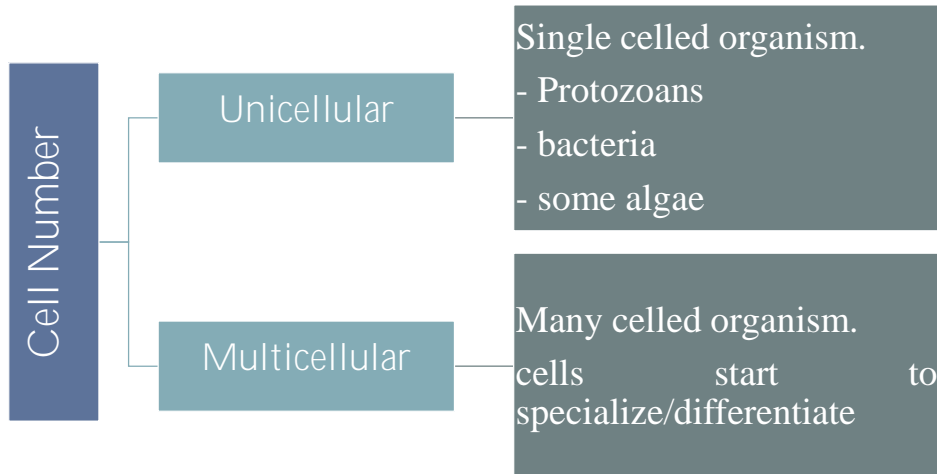 Cell Number
Unicellular
Single celled organism.
- Protozoans
- bacteria
- some algae
Multicellular
Many celled organism.
cells start to
specialize/differentiate